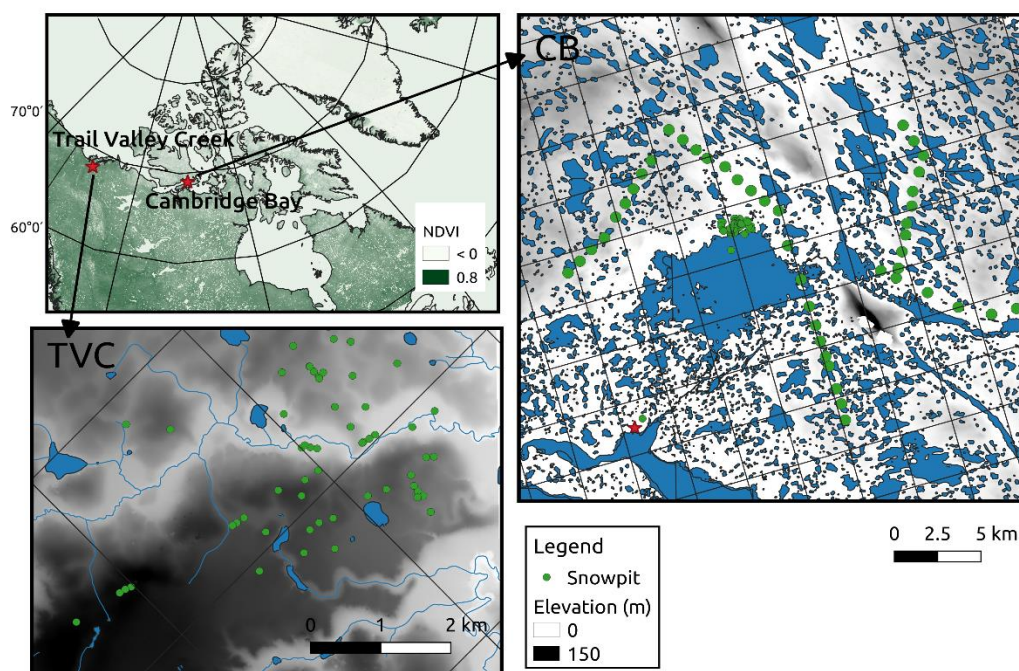 70°0'
60°0'
Trail Valley Creek
Cambridge Bay
NDVI
< 0
0.8
CB
TVC
0 1 2 km
Legend
Snowpit
Elevation (m)
0
150
0 2.5 5 km